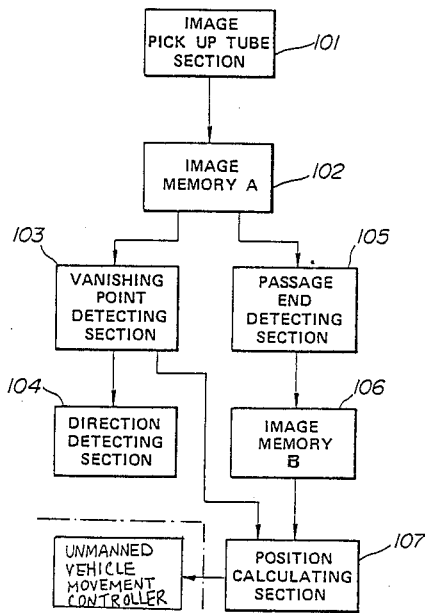 IMAGE
PICK UP TUBE
SECTION
101
IMAGE
MEMORY A
102
103
VANISHING
POINT
DETECTING
SECTION
105
PASSAGE
END
DETECTING
SECTION
104
DIRECTION
DETECTING
SECTION
106
IMAGE
MEMORY
B
UNMANNED
VEHICLE
MOVEMENT
CONTROLLER
POSITION
CALCULATING
SECTION
107